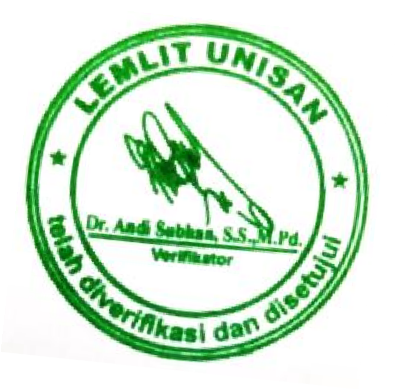 LEMLIT UNISAN
Dr. Andi Subhan, S.S.,M.Pd.
Verifikator
telah diverifikasi dan disetujui